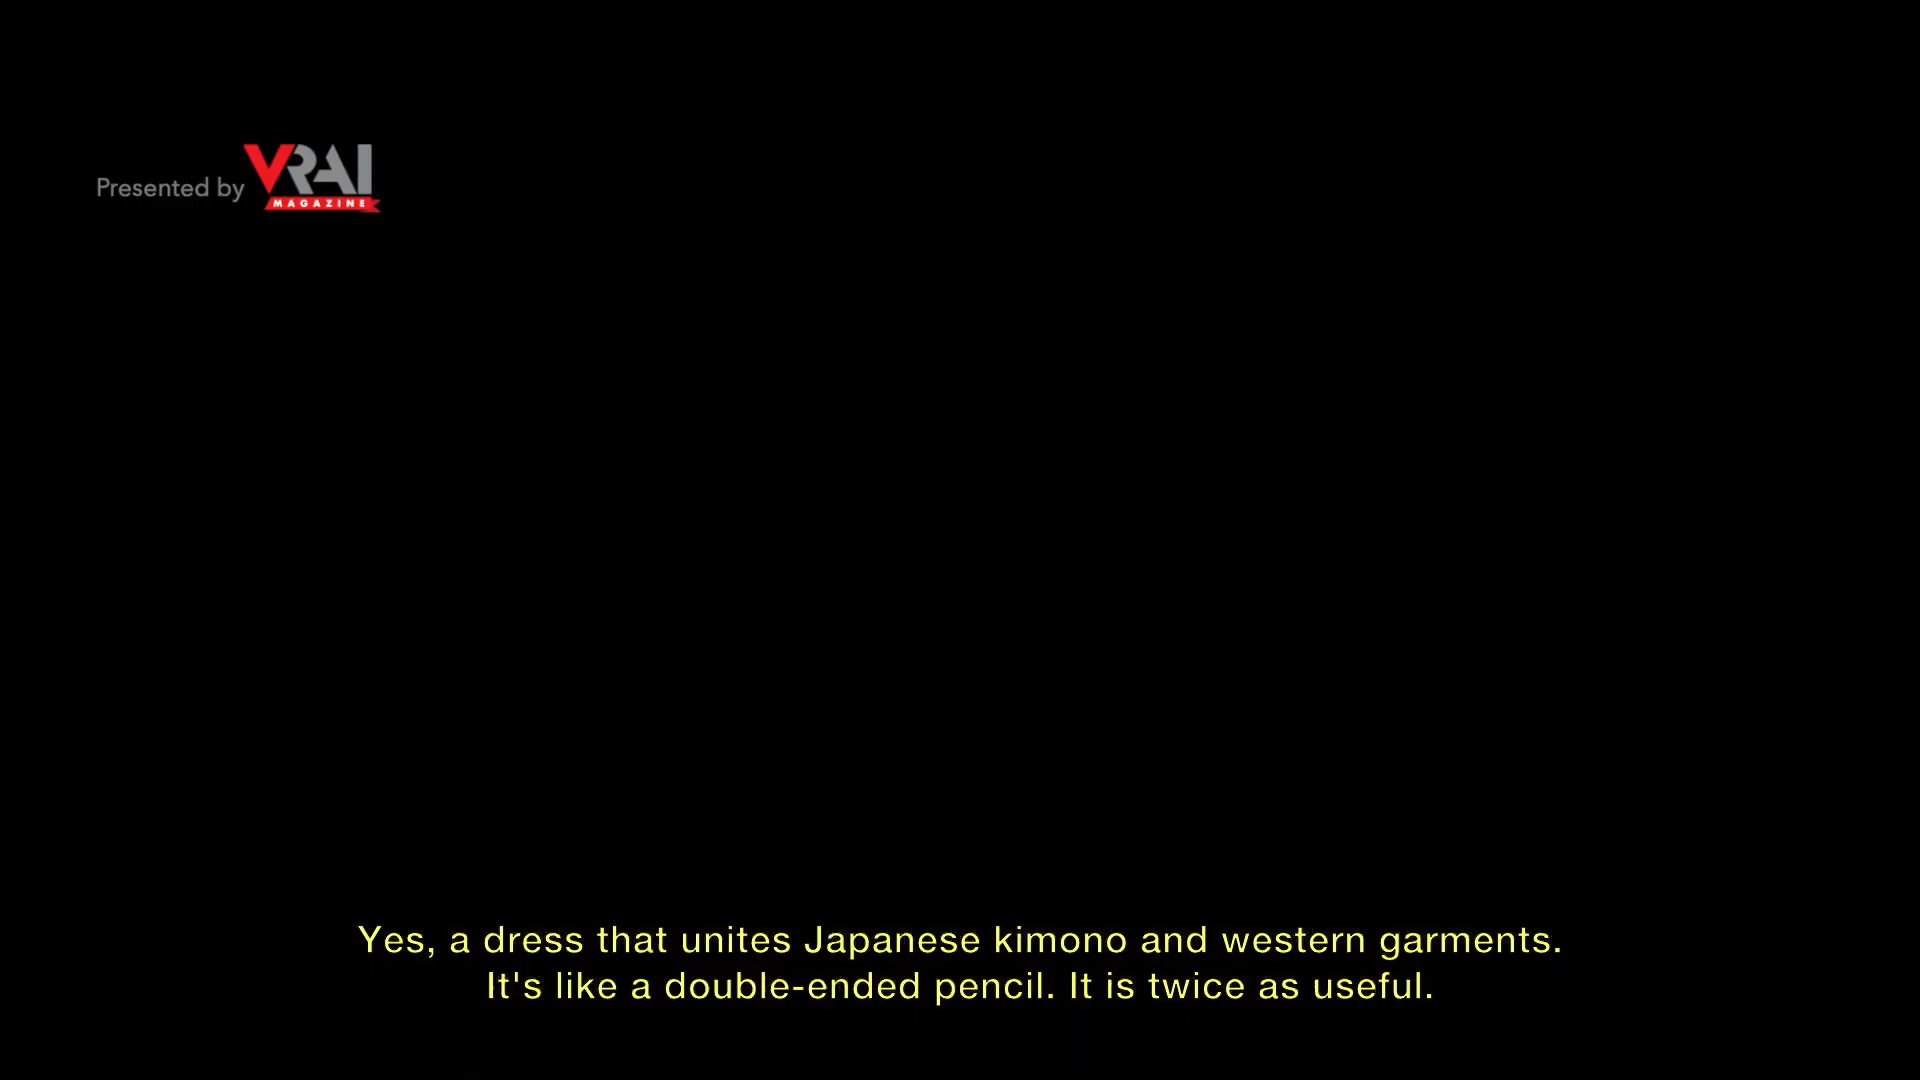 Presented by VRAI
MAGAZINE
Yes, a dress that unites Japanese kimono and western garments.
It's like a double-ended pencil. It is twice as useful.